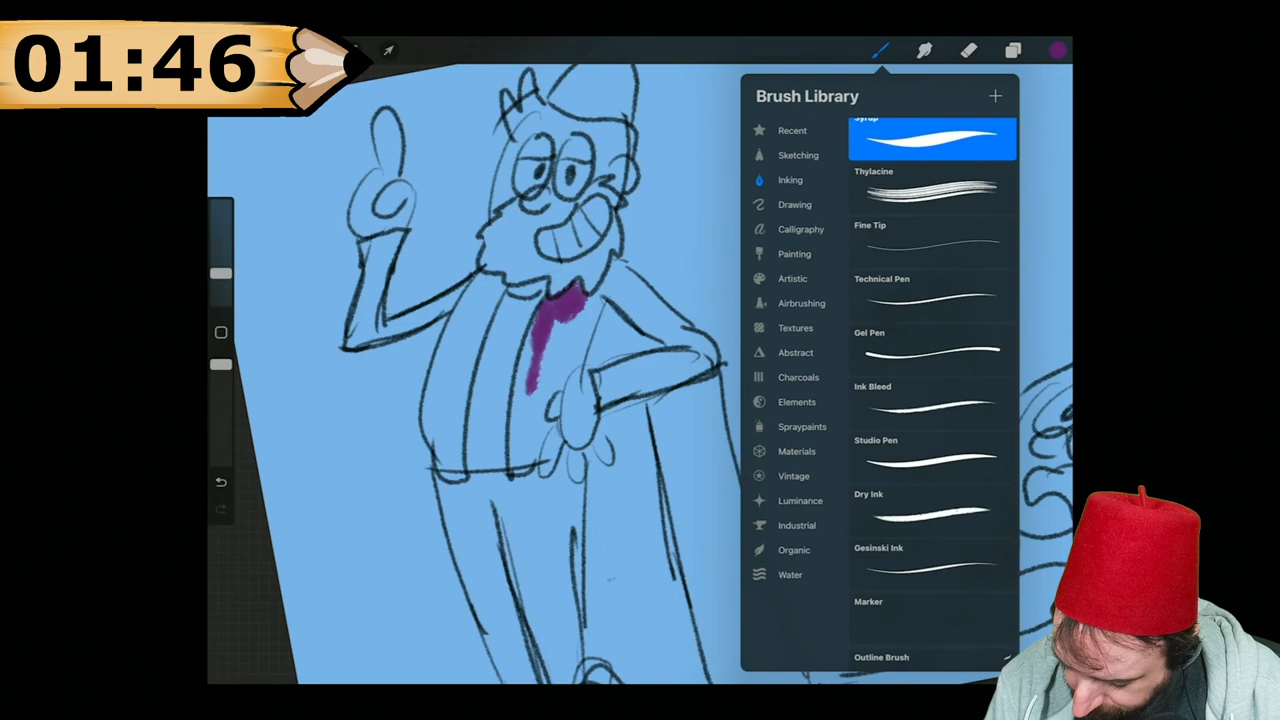 01:46
Brush Library
Recent
Sketching
Inking
Drawing
Calligraphy
Painting
Artistic
Airbrushing
Textures
Abstract
Charcoals
Elements
Spraypaints
Materials
Vintage
Luminance
Industrial
Organic
Water
Syrup
Thylacine
Fine Tip
Technical Pen
Gel Pen
Ink Bleed
Studio Pen
Dry Ink
Gesinski Ink
Marker
Outline Brush